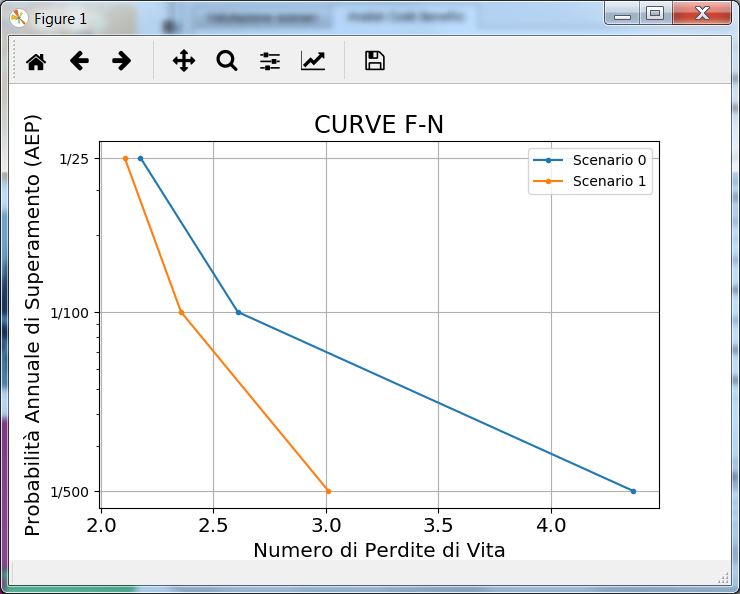 Figure 1
CURVE F-N
Probabilità Annuale di Superamento (AEP)
1/25
1/100
1/500
Scenario 0
Scenario 1
2.0 2.5 3.0 3.5 4.0
Numero di Perdite di Vita